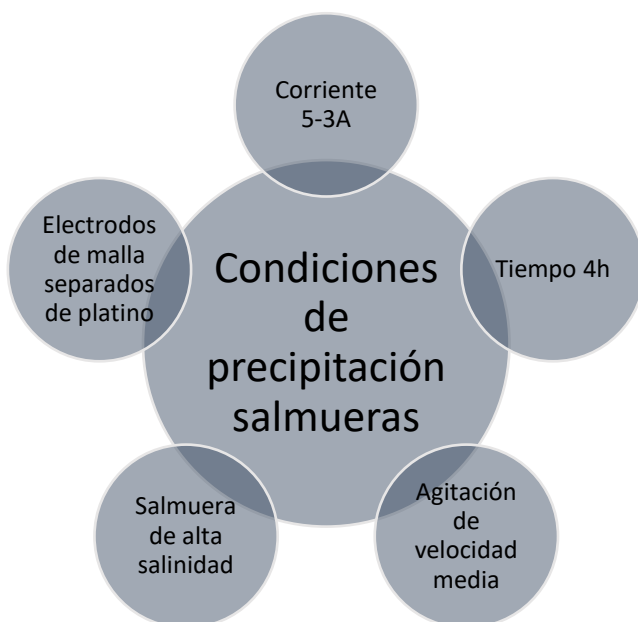 Corriente
5-3A
Electrodos
de malla
separados
de platino
Tiempo 4h
Condiciones
de
precipitación
salmueras
Salmuera
de alta
salinidad
Agitación
de
velocidad
media